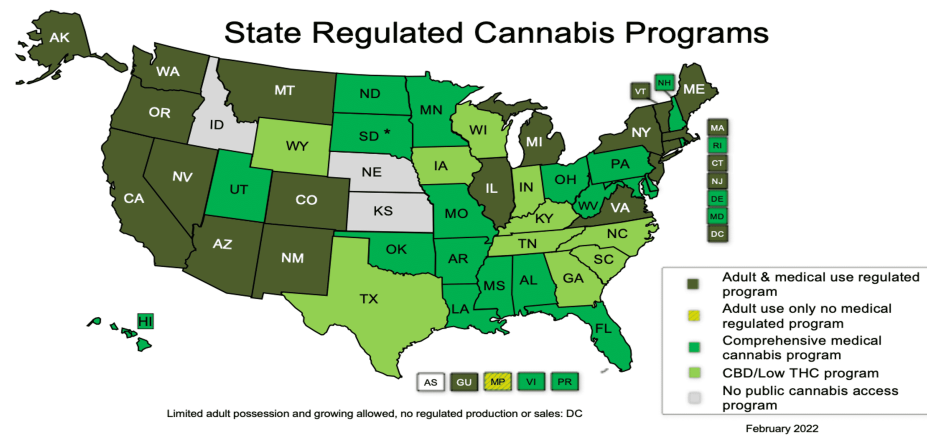 State Regulated Cannabis Programs
AK
WA
MT
ND
MN
VT
NH
ME
OR
ID
WY
SD *
WI
MI
NY
MA
RI
CT
NJ
DE
MD
DC
NV
UT
CO
NE
IA
IL
IN
OH
PA
CA
KS
MO
KY
WV
VA
AZ
NM
OK
AR
TN
NC
SC
TX
LA
MS
AL
GA
FL
HI
AS
GU
MP
VI
PR
Adult & medical use regulated
program
Adult use only no medical
regulated program
Comprehensive medical
cannabis program
CBD/Low THC program
No public cannabis access
program
Limited adult possession and growing allowed, no regulated production or sales: DC
February 2022